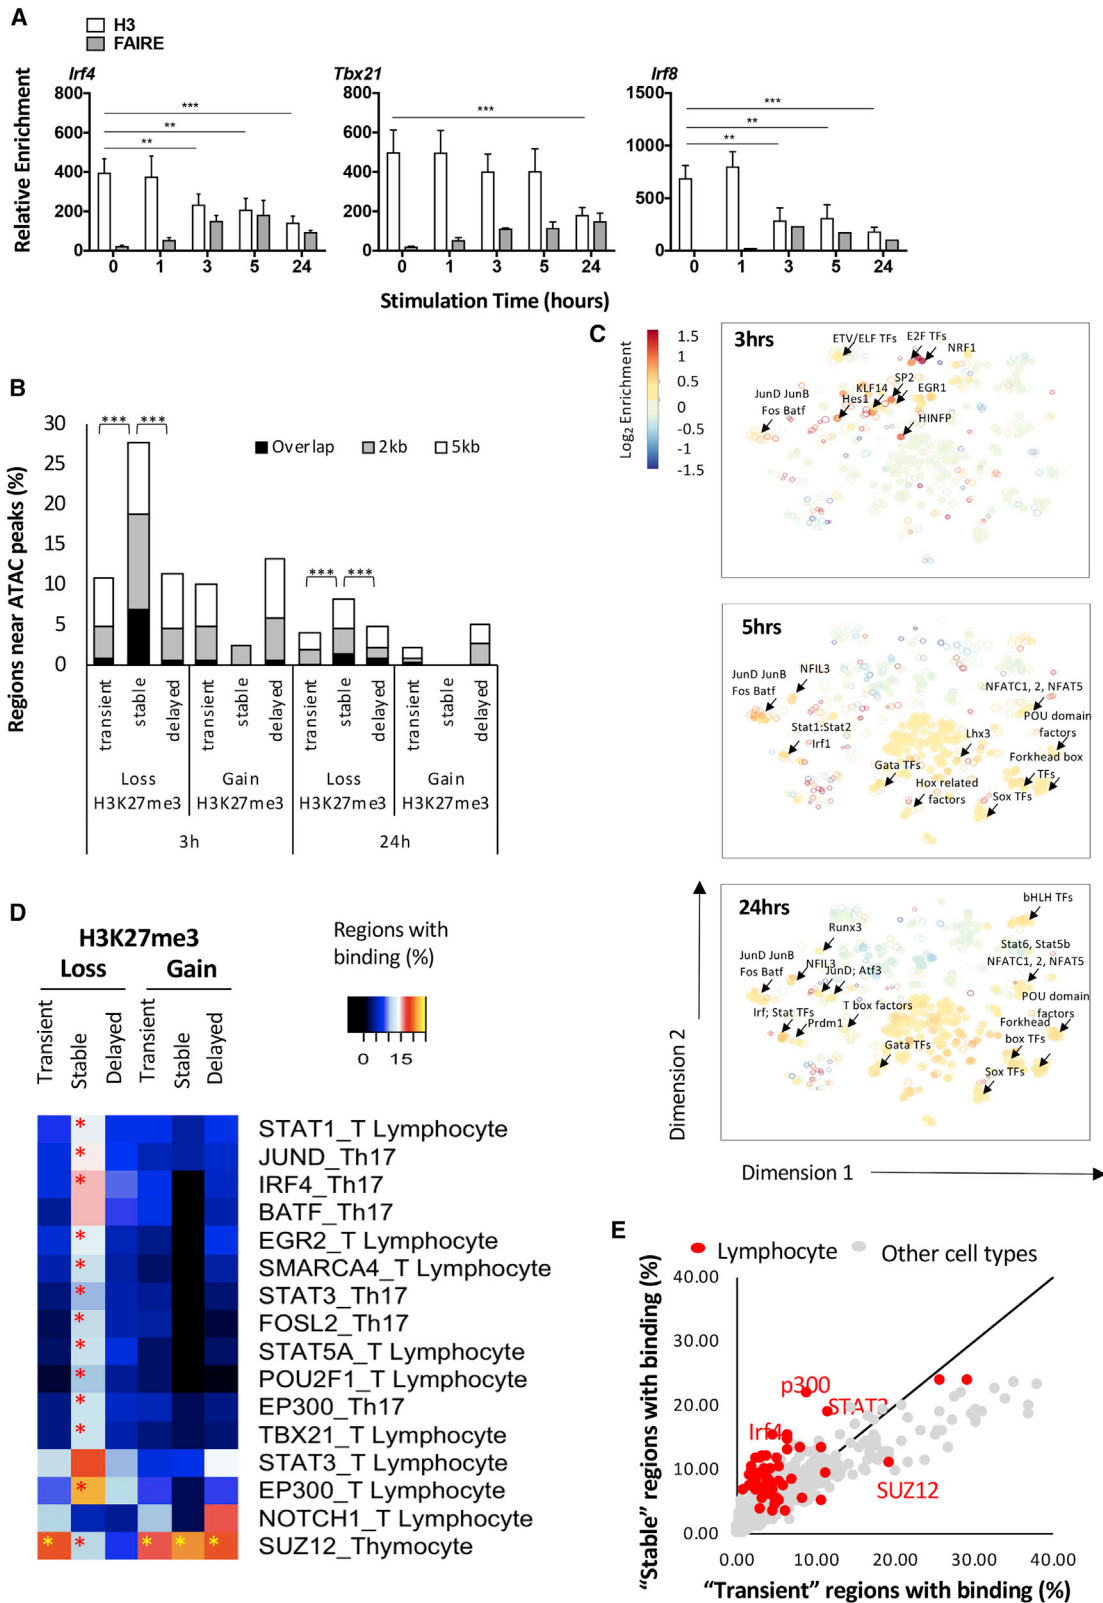 A
H3
FAIRE
Relative Enrichment
Irf4
800
600
400
200
0
***
**
**
0 1 3 5 24
Tbx21
800
600
400
200
0
***
0 1 3 5 24
Irf8
1500
1000
500
0
***
**
**
0 1 3 5 24
Stimulation Time (hours)
B
Regions near ATAC peaks (%)
30
25
20
15
10
5
0
*** ***
*** ***
Overlap 2kb 5kb
transient stable delayed transient stable delayed transient stable delayed transient stable delayed
Loss Gain Loss Gain
H3K27me3 H3K27me3 H3K27me3 H3K27me3
3h 24h
C
Log2 Enrichment
1.5
1
0.5
0
-0.5
-1
-1.5
3hrs
ETV/ELF TFs
E2F TFs
NRF1
SP2
KLF14
EGR1
JunD JunB
Hes1
Fos Batf
HINFP
5hrs
JunD JunB
NFIL3
Fos Batf
NFATC1, 2, NFAT5
Stat1:Stat2
Irf1
POU domain
factors
Lhx3
Forkhead box
TFs
Gata TFs
Hox related
factors
Sox TFs
24hrs
bHLH TFs
Runx3
Stat6, Stat5b
JunD JunB
NFIL3
NFATC1, 2, NFAT5
Fos Batf
JunD; Atf3
POU domain
factors
T box factors
Irf; Stat TFs
Prdm1
Forkhead
box TFs
Gata TFs
Sox TFs
Dimension 2
Dimension 1
D
H3K27me3
Loss Gain
Transient Stable Delayed Transient Stable Delayed
Regions with
binding (%)
0 15
* STAT1_T Lymphocyte
* JUND_Th17
* IRF4_Th17
BATF_Th17
* EGR2_T Lymphocyte
* SMARCA4_T Lymphocyte
* STAT3_Th17
* FOSL2_Th17
* STAT5A_T Lymphocyte
* POU2F1_T Lymphocyte
* EP300_Th17
* TBX21_T Lymphocyte
STAT3_T Lymphocyte
* EP300_T Lymphocyte
NOTCH1_T Lymphocyte
* * * * * SUZ12_Thymocyte
E
Lymphocyte
Other cell types
"Stable" regions with binding (%)
40.00
30.00
20.00
10.00
0.00
p300
STAT3
Irf4
SUZ12
0.00 10.00 20.00 30.00 40.00
"Transient" regions with binding (%)